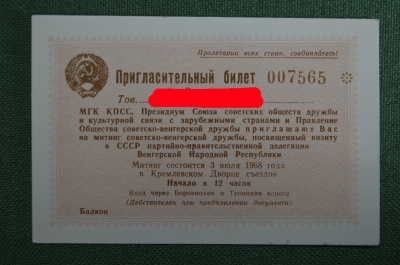 Пролетарии всех стран, соединяйтесь!
Пригласительный билет 007565
Тов.
МГК КПСС, Президиум Союза советских обществ дружбы
и культурной связи с зарубежными странами и Правление
Общества советско-венгерской дружбы приглашают Вас
на митинг советско-венгерской дружбы, посвященный визиту
в СССР партийно-правительственной делегации
Венгерской Народной Республики
Митинг состоится 3 июля 1968 года
в Кремлевском Дворце съездов
Начало в 12 часов
Вход через Боровицкие и Троицкие ворота
Балкон (Действителен при предъявлении документа)